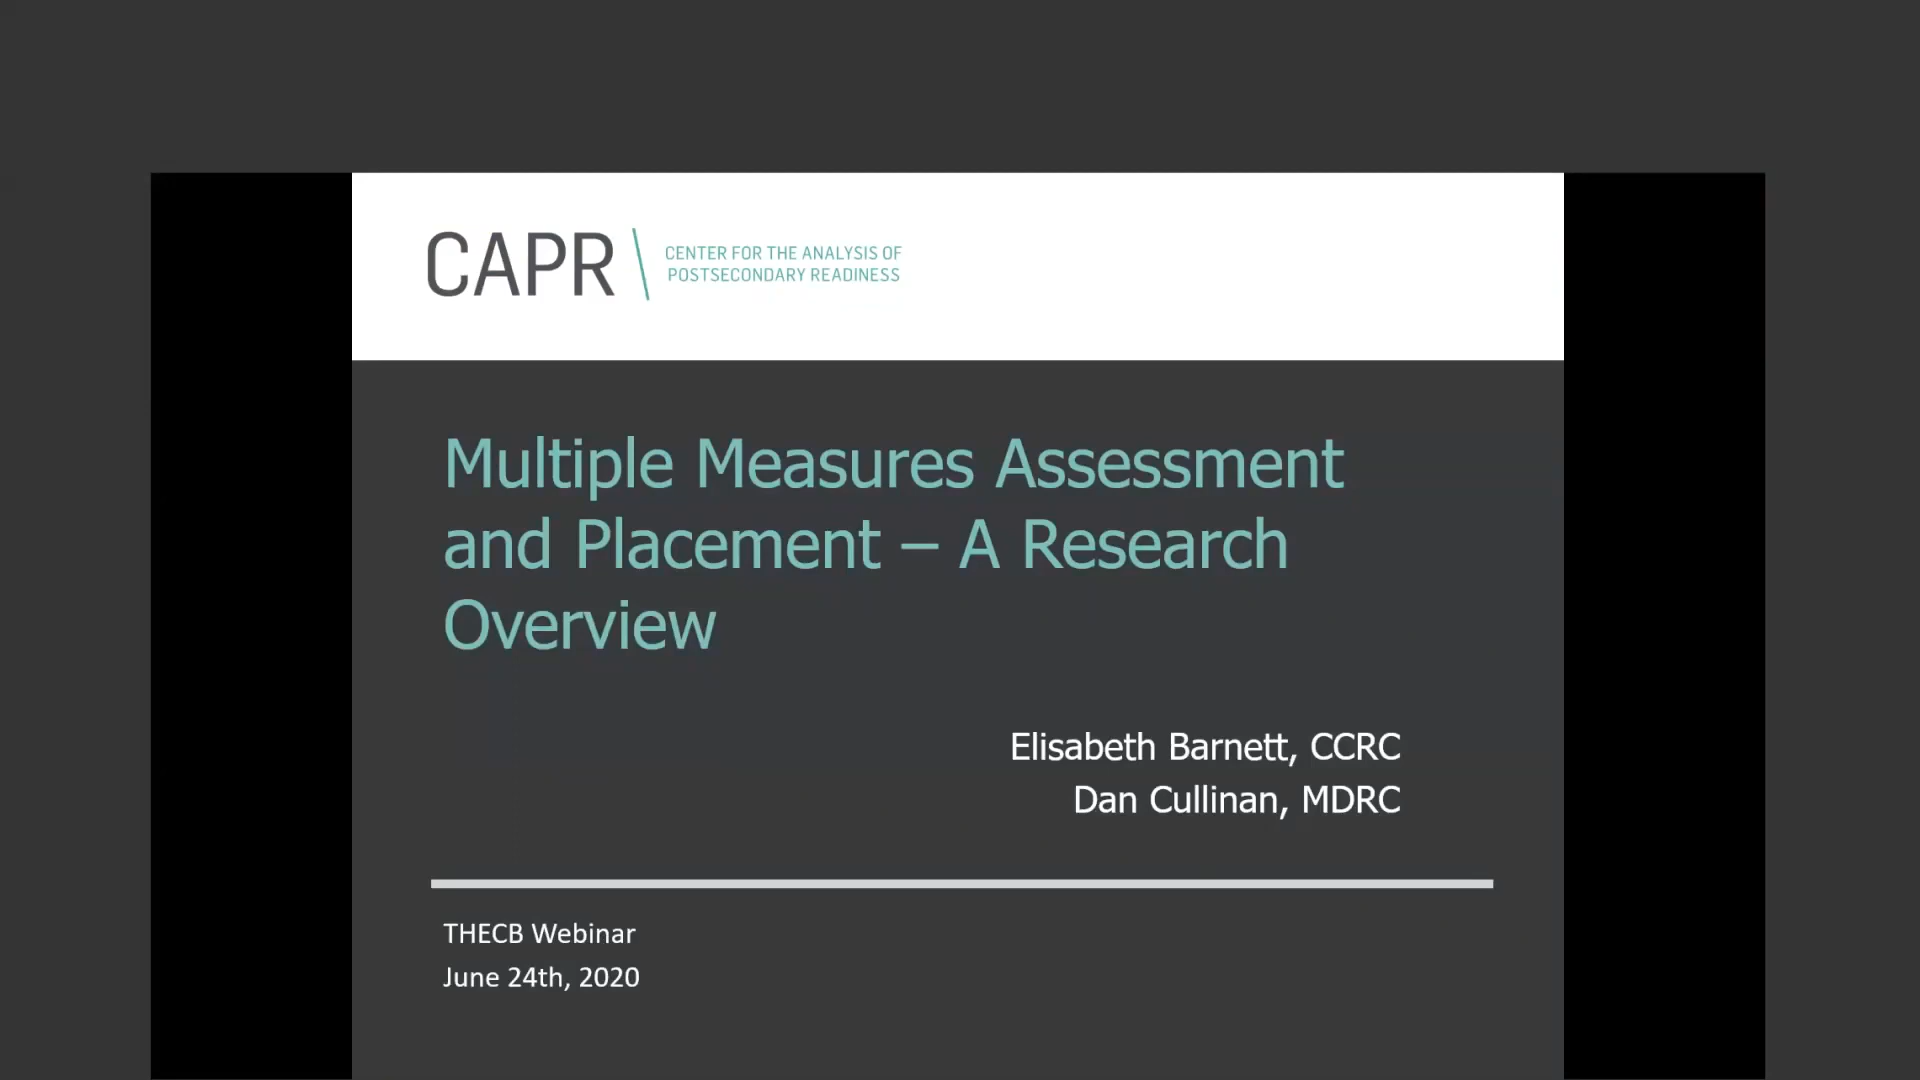 CAPR
CENTER FOR THE ANALYSIS OF
POSTSECONDARY READINESS
Multiple Measures Assessment
and Placement – A Research
Overview
Elisabeth Barnett, CCRC
Dan Cullinan, MDRC
THECB Webinar
June 24th, 2020